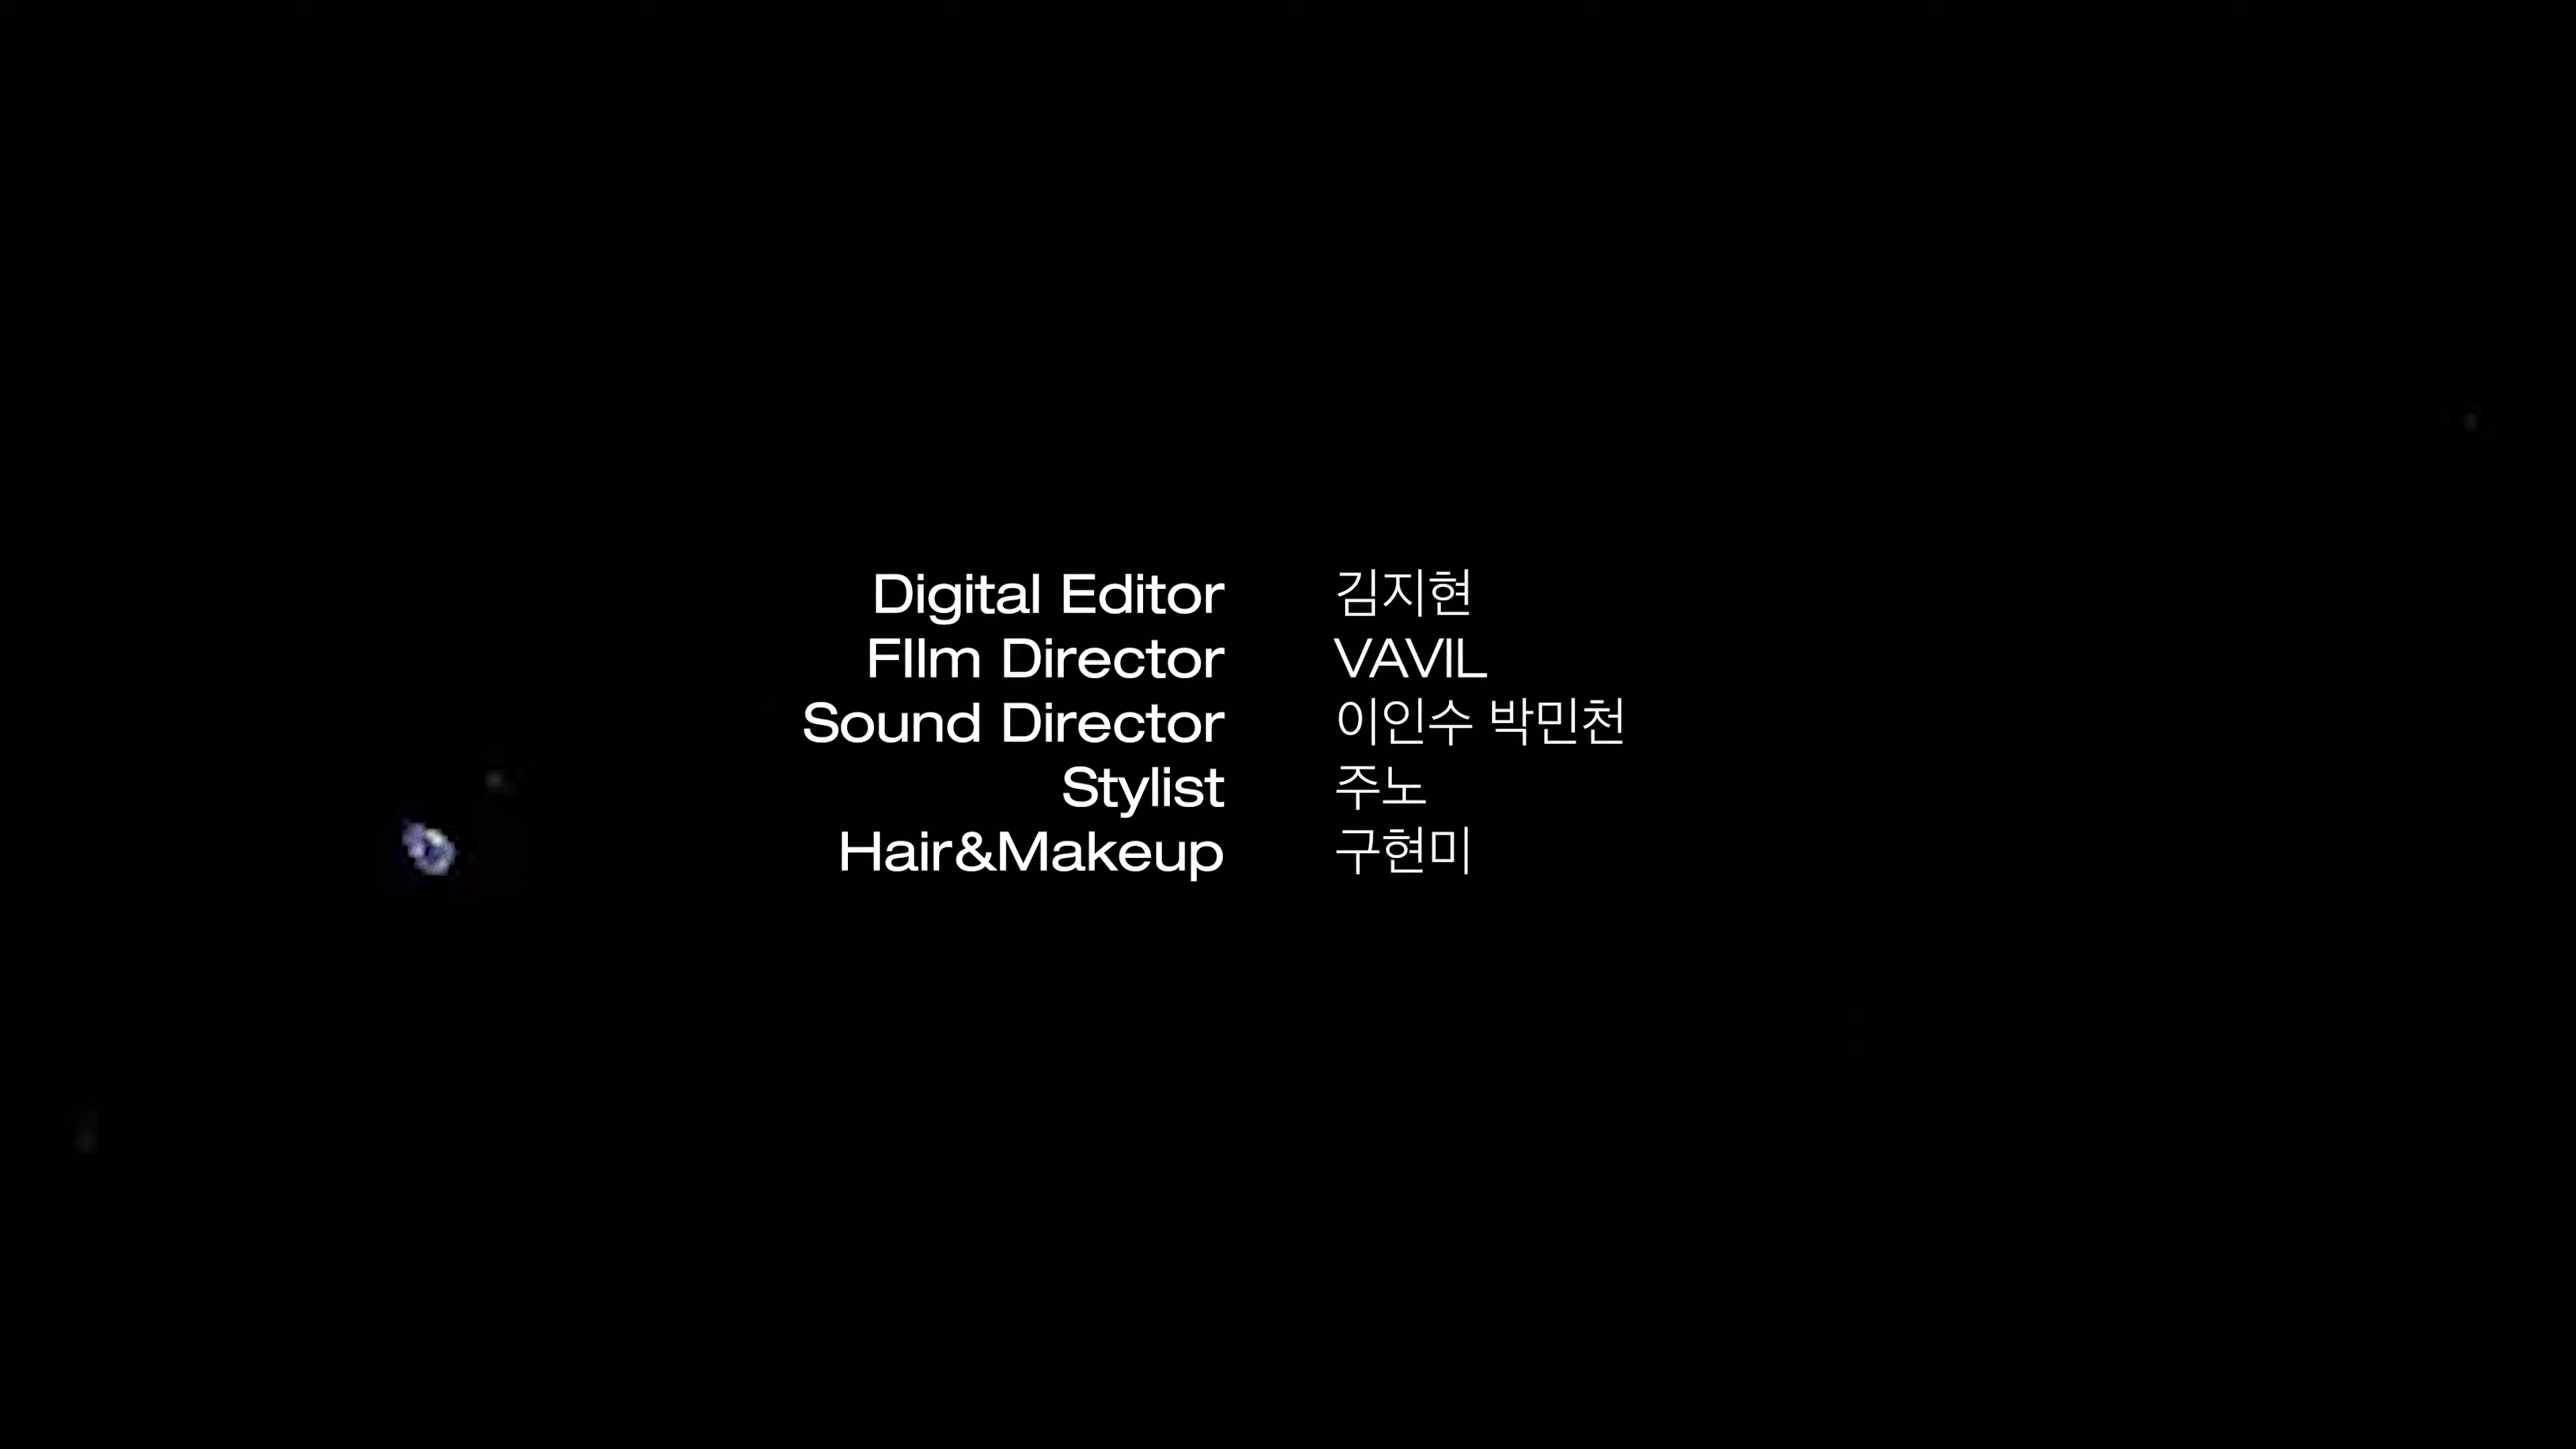 Digital Editor 김지현
FIlm Director VAVIL
Sound Director 이인수 박민천
Stylist 주노
Hair&Makeup 구현미